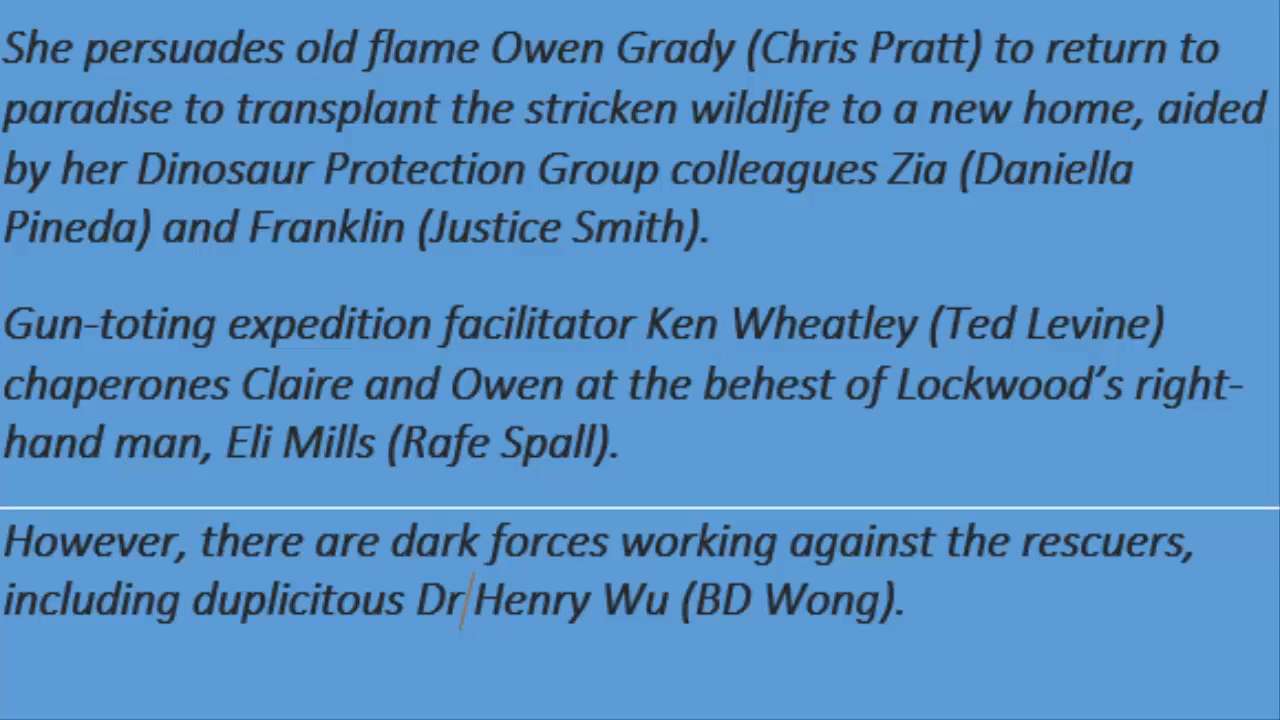 She persuades old flame Owen Grady (Chris Pratt) to return to
paradise to transplant the stricken wildlife to a new home, aided
by her Dinosaur Protection Group colleagues Zia (Daniella
Pineda) and Franklin (Justice Smith).
Gun-toting expedition facilitator Ken Wheatley (Ted Levine)
chaperones Claire and Owen at the behest of Lockwood’s right-
hand man, Eli Mills (Rafe Spall).
However, there are dark forces working against the rescuers,
including duplicitous Dr Henry Wu (BD Wong).